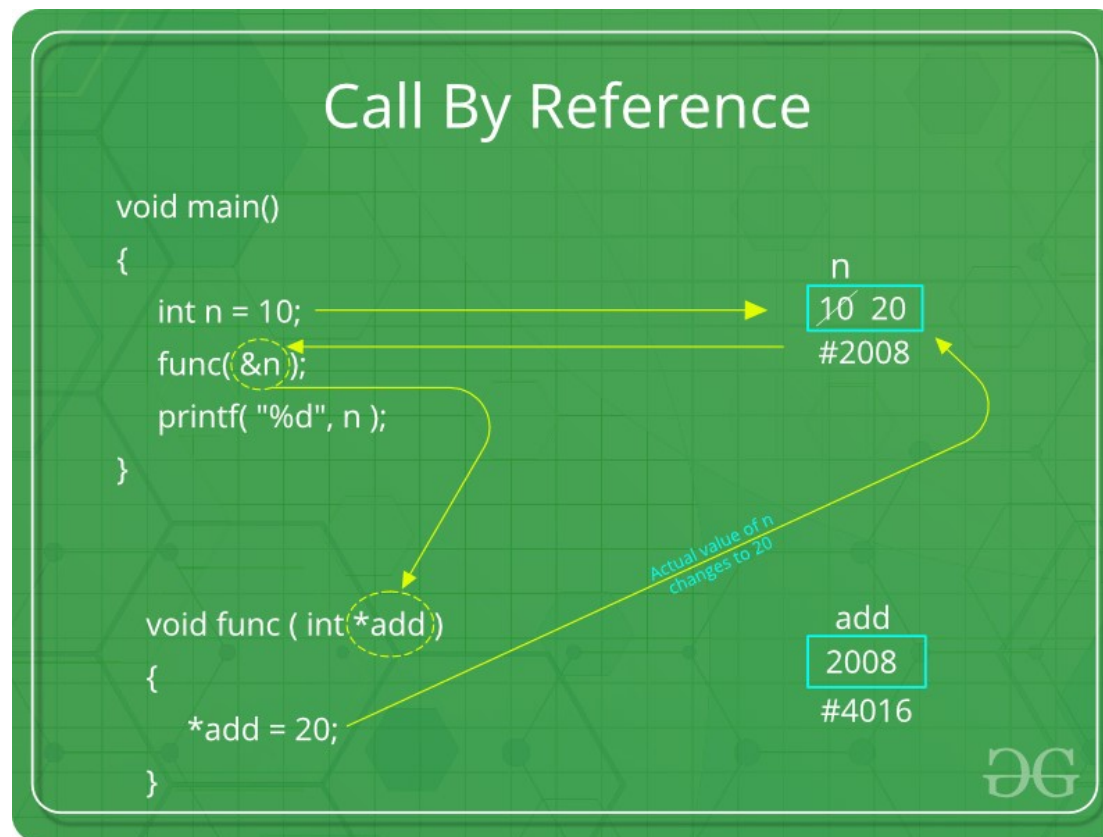 Call By Reference
void main()
{
int n = 10;
func( &n );
printf( "%d", n );
}
n
10 20
#2008
Actual value of n
changes to 20
void func ( int *add )
{
*add = 20;
}
add
2008
#4016